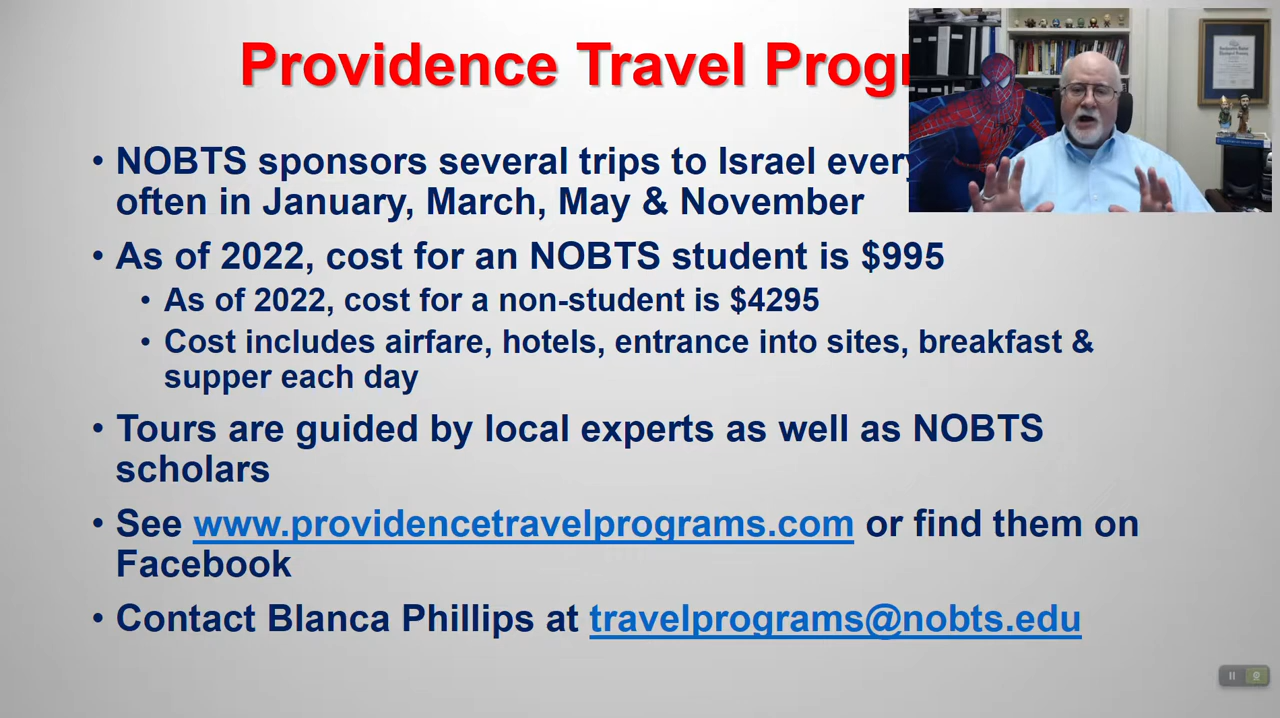 Providence Travel
• NOBTS sponsors several trips to Israel
often in January, March, May & November
• As of 2022, cost for an NOBTS student is $995
• As of 2022, cost for a non-student is $4295
• Cost includes airfare, hotels, entrance into sites, breakfast &
supper each day
• Tours are guided by local experts as well as NOBTS
scholars
• See www.providencetravelprograms.com or find them on
Facebook
• Contact Blanca Phillips at travelprograms@nobts.edu